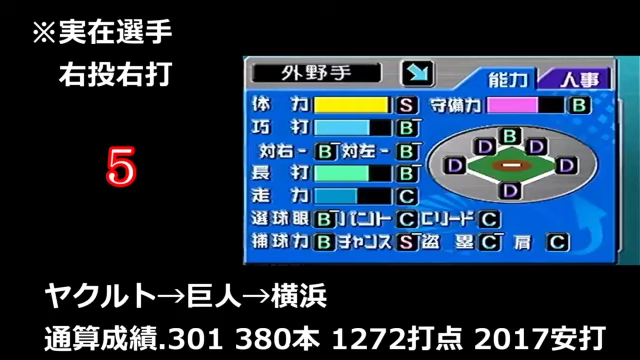 ※実在選手
右投右打
5
外野手
能力 人事
体力 S 守備力 B
巧打 B-
対右- B- 対左- B-
長打 B-
走力 C
選球眼 B- バント C- リード C
捕球力 B チャンス S- 盗塁 C- 肩 C
B
D D D D
D
ヤクルト→巨人→横浜
通算成績.301 380本 1272打点 2017安打